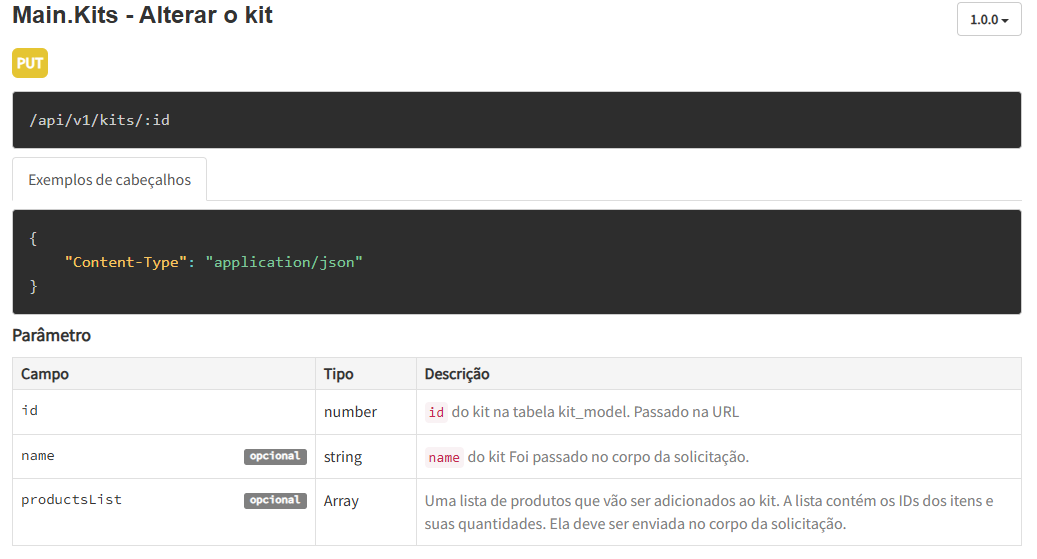 Main.Kits - Alterar o kit
1.0.0
PUT
/api/v1/kits/:id
Exemplos de cabeçalhos
{
"Content-Type": "application/json"
}
Parâmetro
Campo Tipo Descrição
id number id do kit na tabela kit_model. Passado na URL
name opcional string name do kit Foi passado no corpo da solicitação.
productsList opcional Array Uma lista de produtos que vão ser adicionados ao kit. A lista contém os IDs dos itens e
suas quantidades. Ela deve ser enviada no corpo da solicitação.